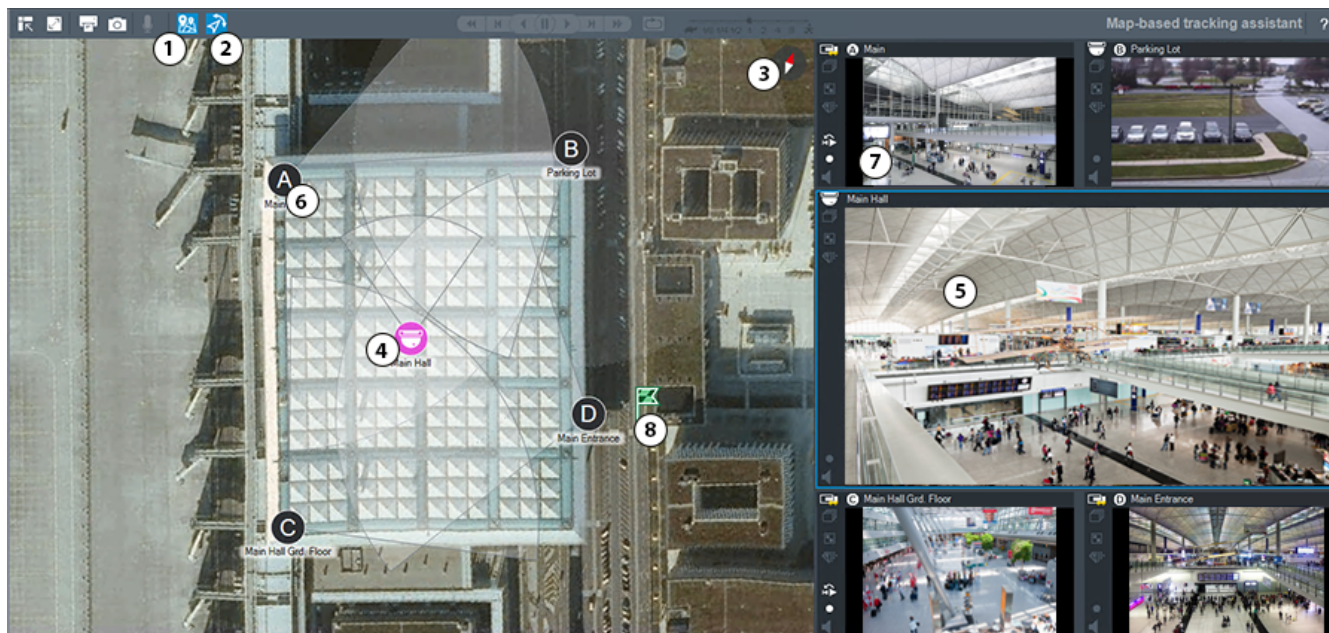 Map-based tracking assistant ?
1
2
3
A Main
B Parking Lot
B
Parking Lot
A
Main
6
7
Main Hall
5
4
Main Hall
D
Main Entrance
8
C
Main Hall Grd. Floor
C Main Hall Grd. Floor
D Main Entrance